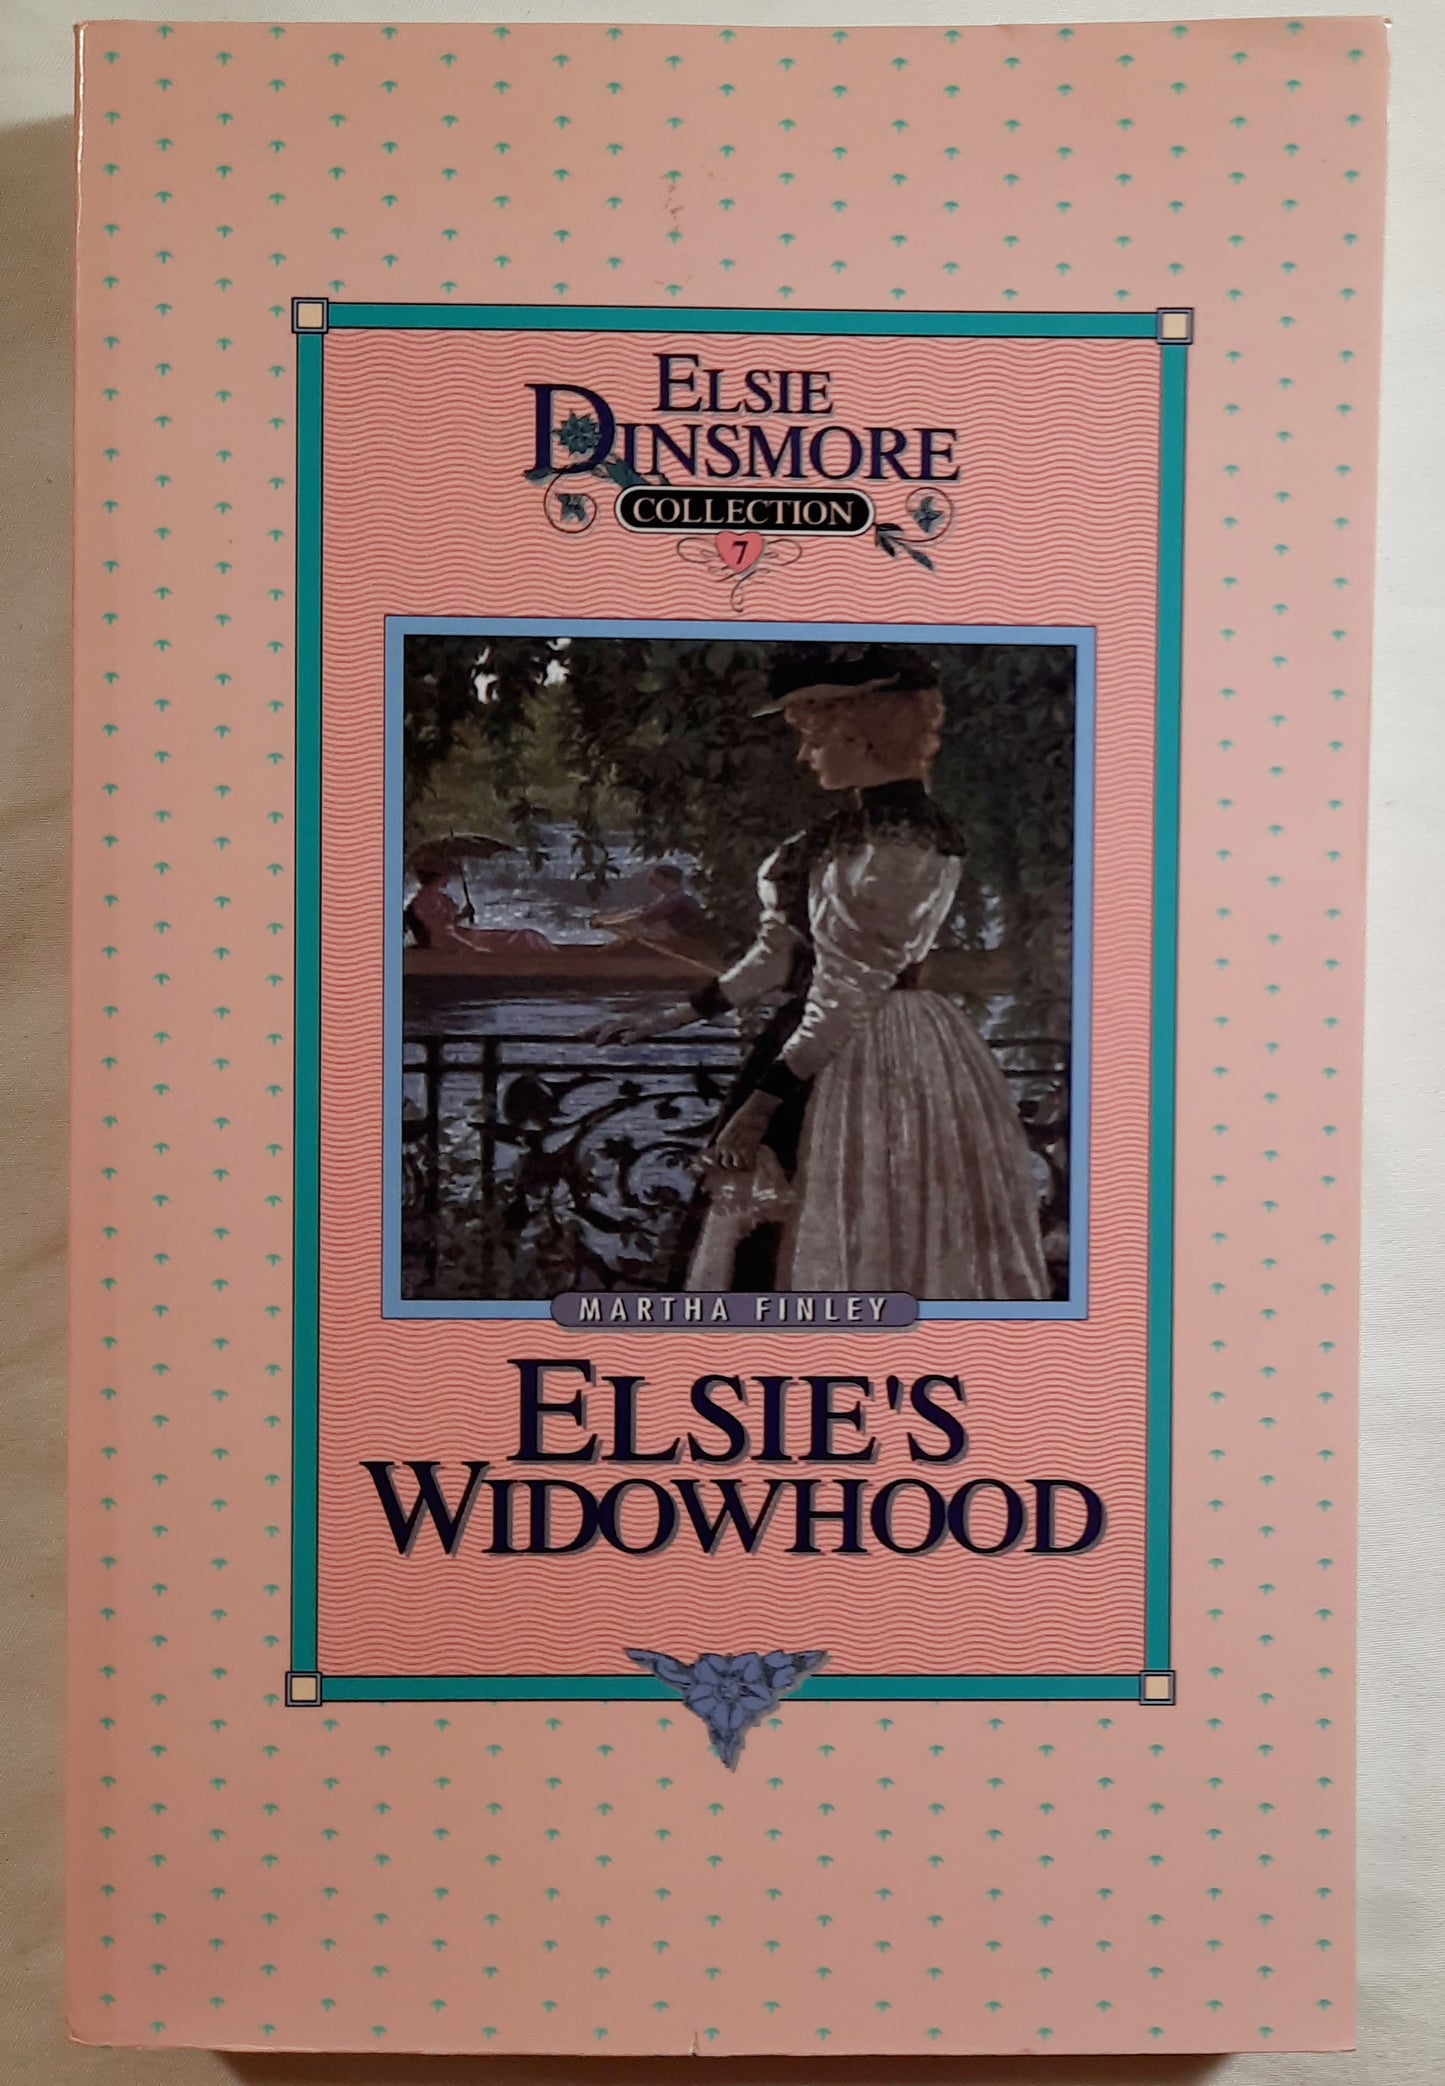 ELSIE
DINSMORE
COLLECTION
7
MARTHA FINLEY
ELSIE'S
WIDOWHOOD